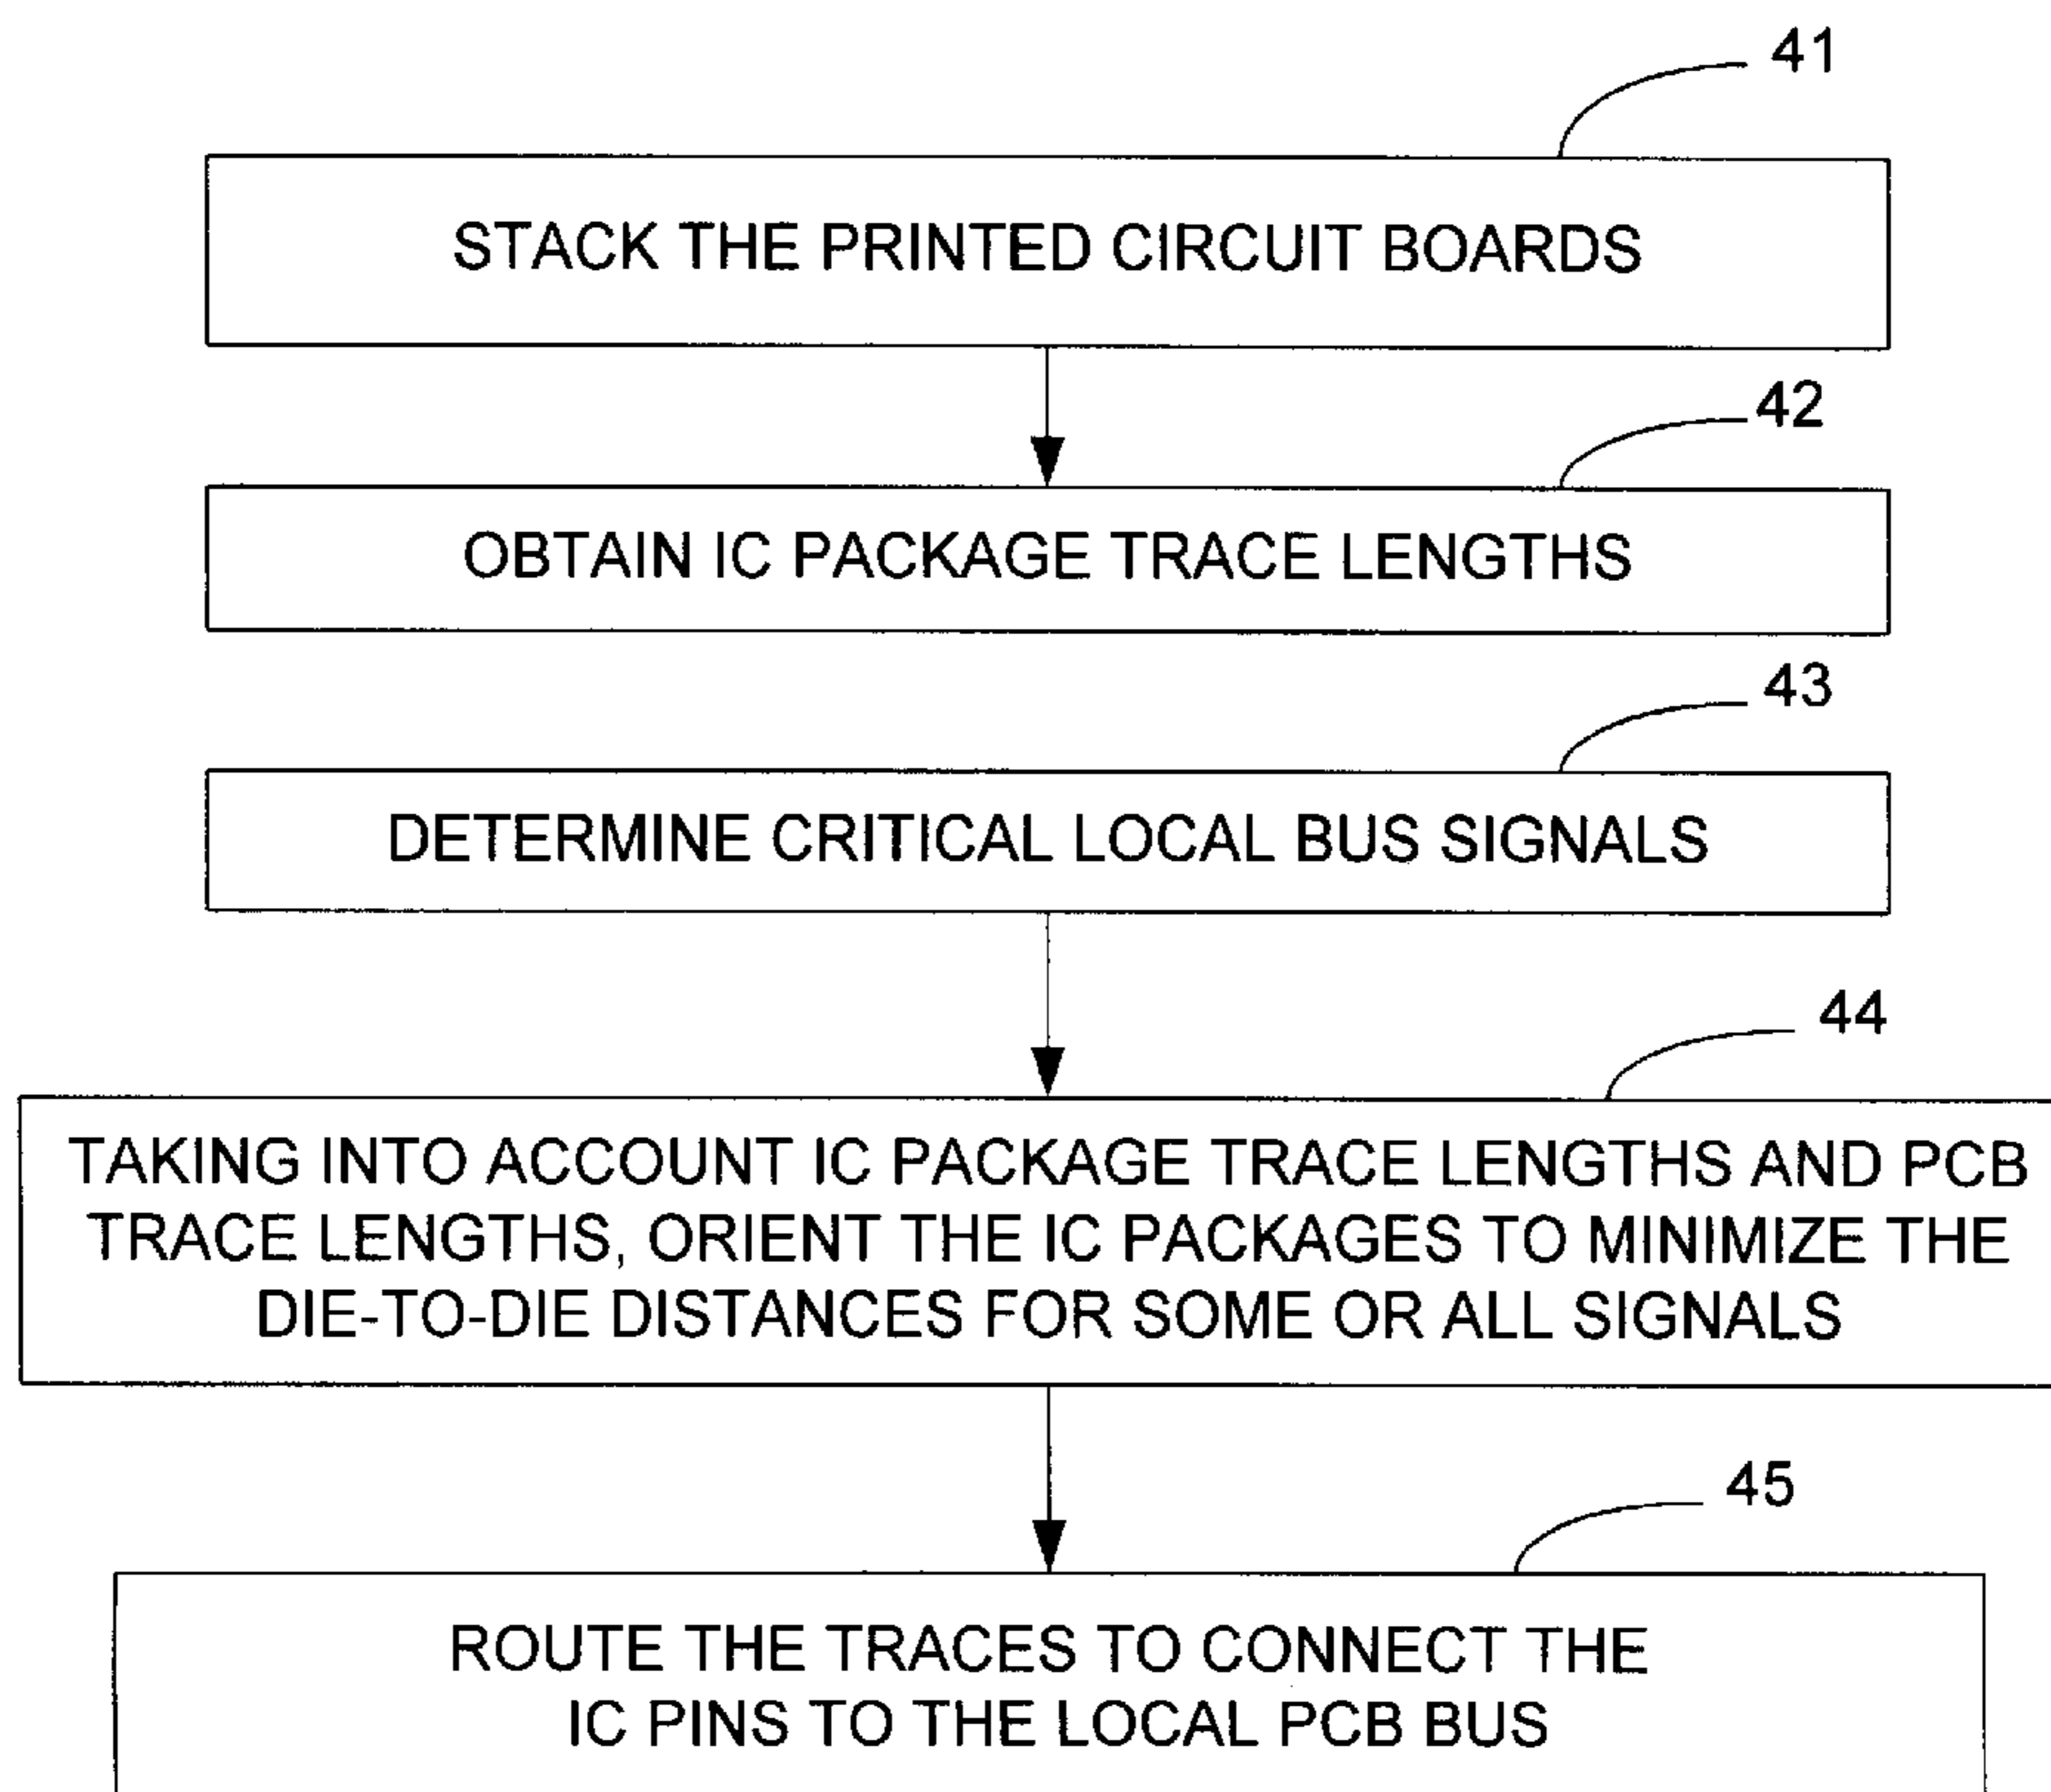 41
STACK THE PRINTED CIRCUIT BOARDS
42
OBTAIN IC PACKAGE TRACE LENGTHS
43
DETERMINE CRITICAL LOCAL BUS SIGNALS
44
TAKING INTO ACCOUNT IC PACKAGE TRACE LENGTHS AND PCB
TRACE LENGTHS, ORIENT THE IC PACKAGES TO MINIMIZE THE
DIE-TO-DIE DISTANCES FOR SOME OR ALL SIGNALS
45
ROUTE THE TRACES TO CONNECT THE
IC PINS TO THE LOCAL PCB BUS